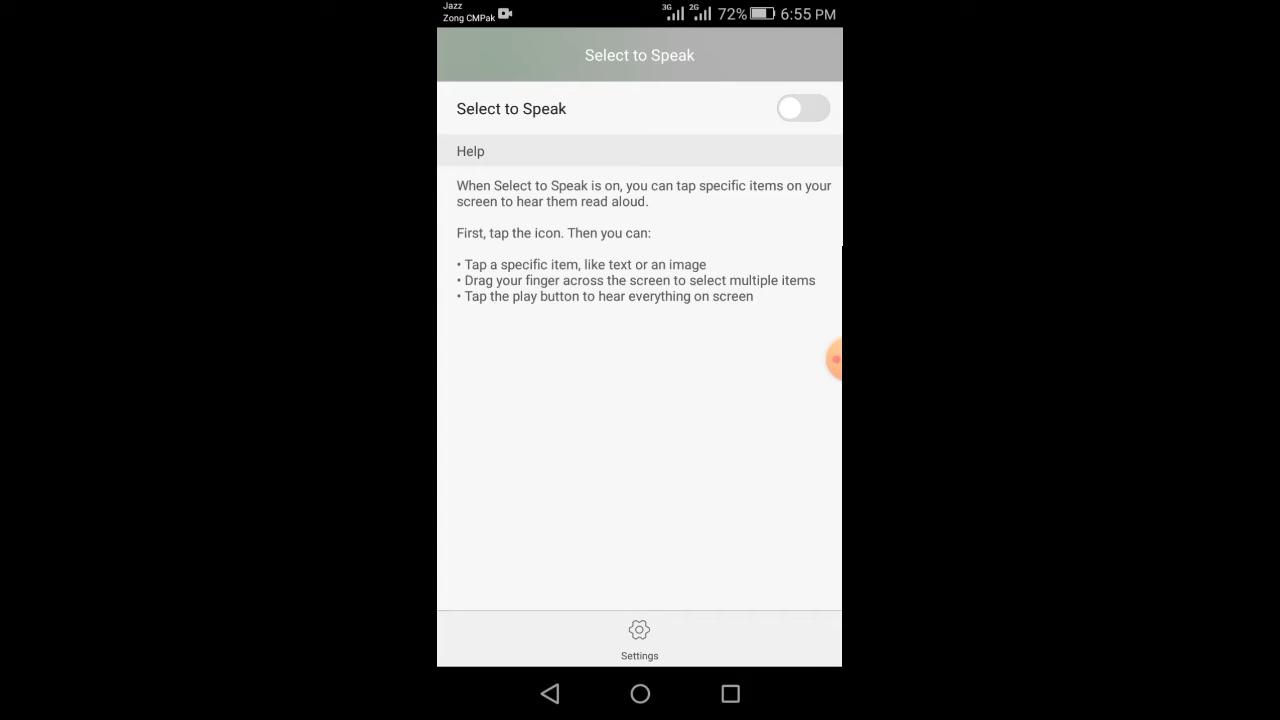 Jazz
Zong CMPak
3G 2G 72% 6:55 PM
Select to Speak
Select to Speak
Help
When Select to Speak is on, you can tap specific items on your
screen to hear them read aloud.
First, tap the icon. Then you can:
• Tap a specific item, like text or an image
• Drag your finger across the screen to select multiple items
• Tap the play button to hear everything on screen
Settings